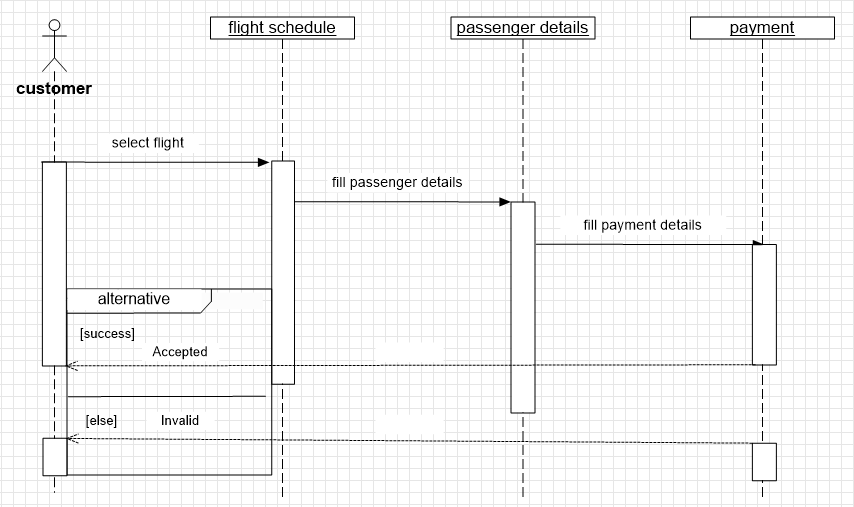 flight schedule
passenger details
payment
customer
select flight
fill passenger details
fill payment details
alternative
[success]
Accepted
[else]
Invalid